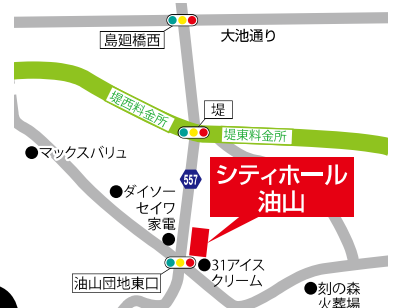 島廻橋西
大池通り
堤西料金所
堤
堤東料金所
マックスバリュ
557
シティホール
油山
ダイソー
セイワ
家電
油山団地東口
31アイス
クリーム
刻の森
火葬場